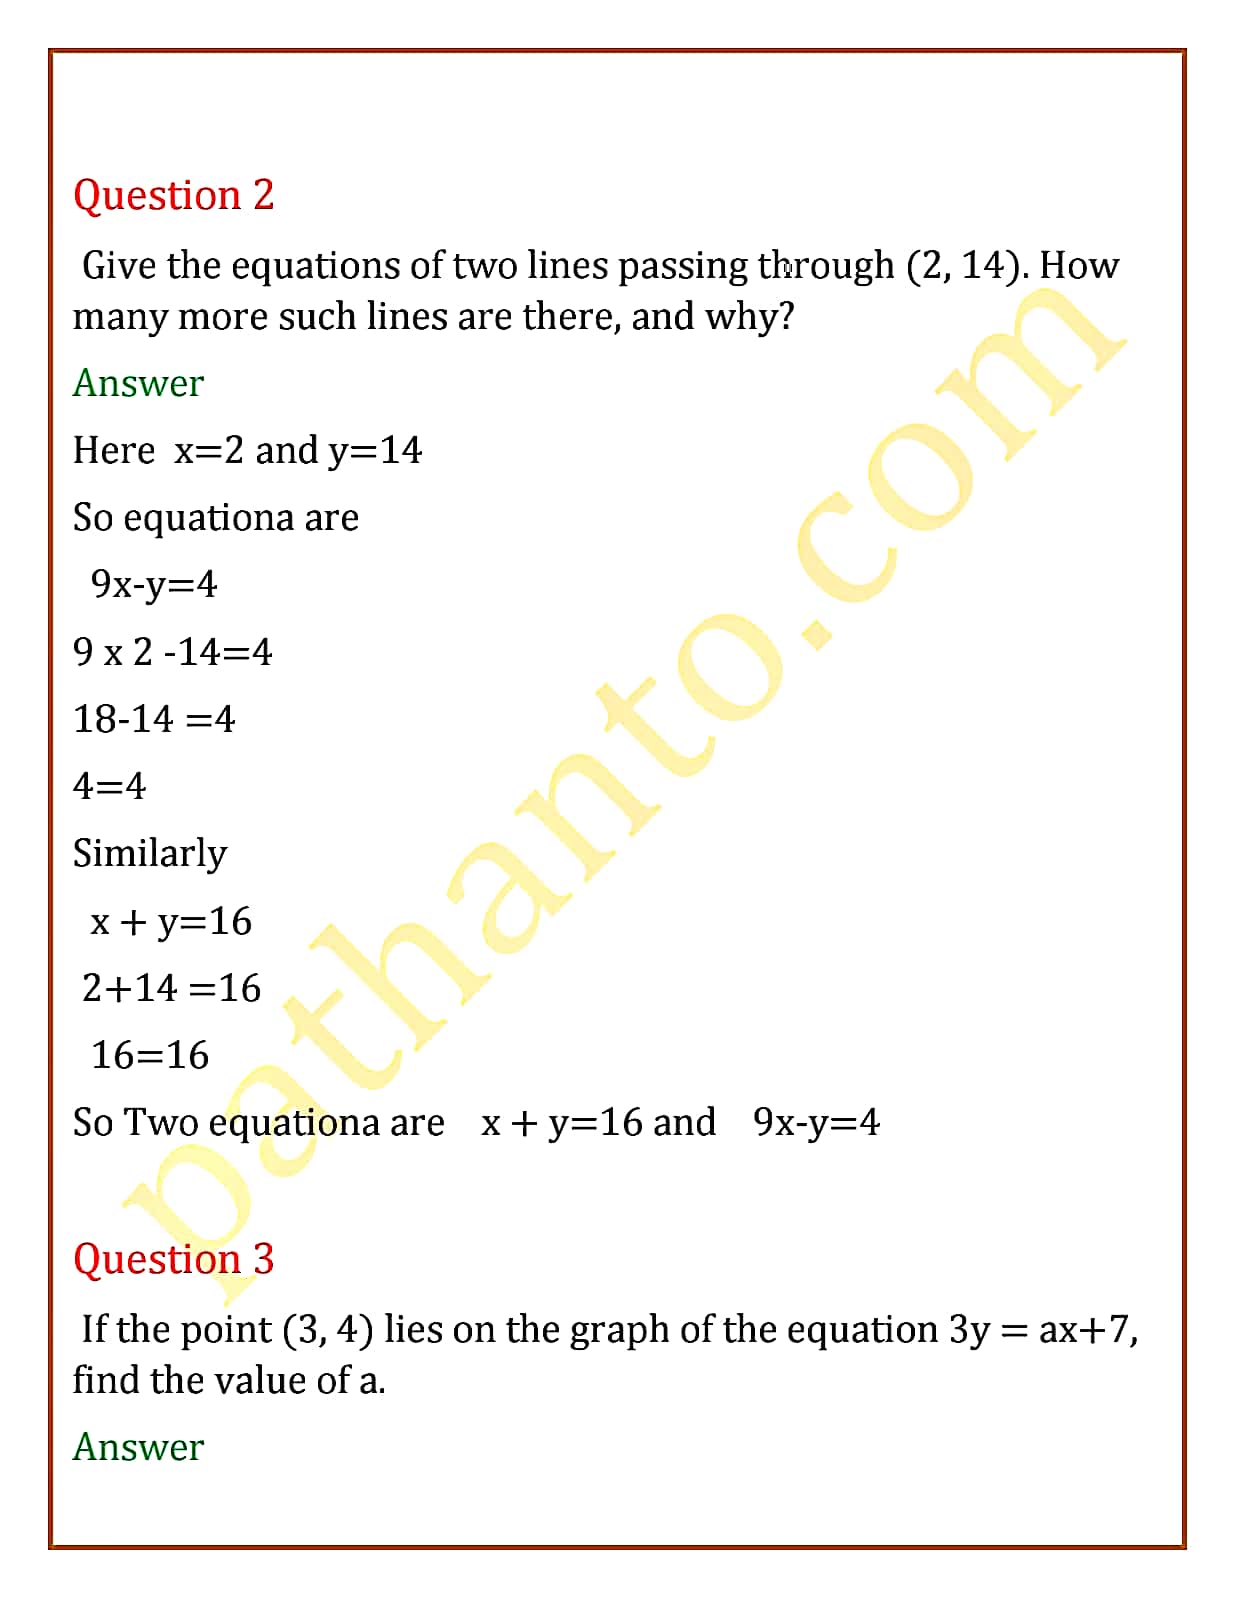 Question 2
Give the equations of two lines passing through (2, 14). How
many more such lines are there, and why?
Answer
Here  x=2 and y=14
So equationa are
9x-y=4
9 x 2 -14=4
18-14 =4
4=4
Similarly
x + y=16
2+14 =16
16=16
So Two equationa are    x + y=16 and    9x-y=4
Question 3
If the point (3, 4) lies on the graph of the equation 3y = ax+7,
find the value of a.
Answer
pathanto.com